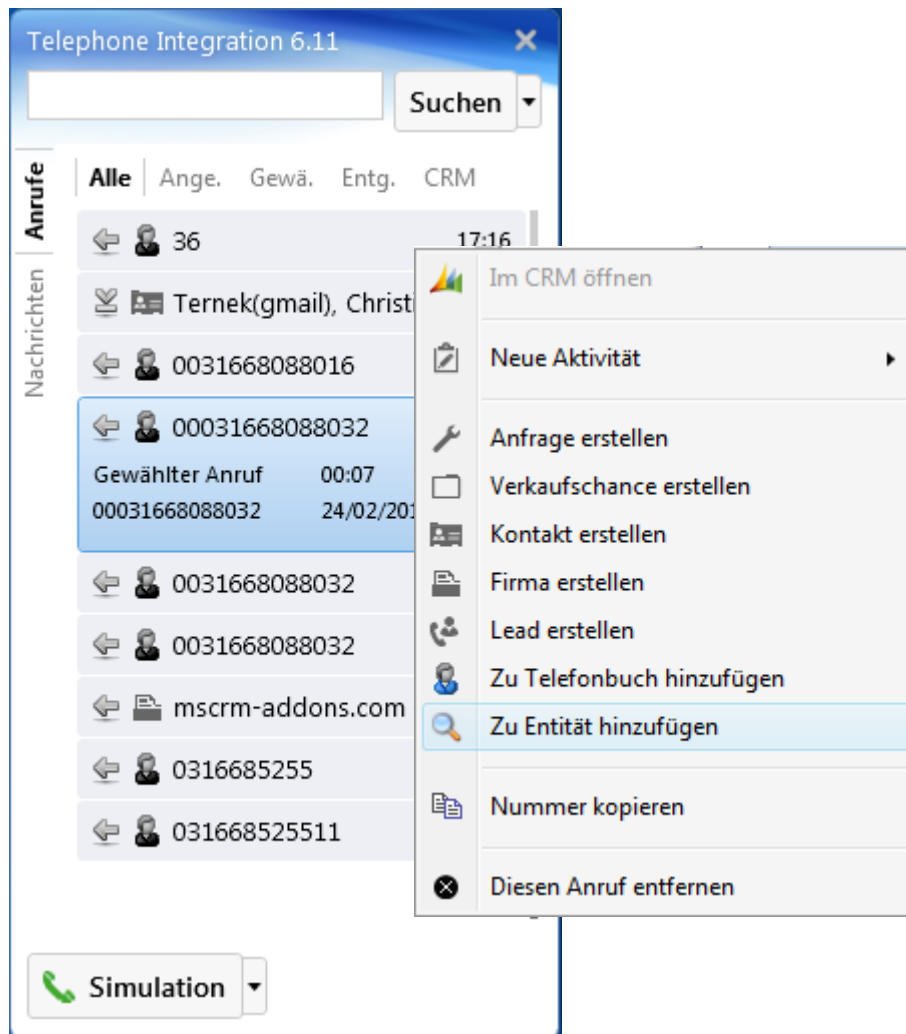 Telephone Integration 6.11
Suchen
Anrufe
Nachrichten
Alle Ange. Gewä. Entg. CRM
36 17:16
Ternek(gmail), Christi
0031668088016
00031668088032
Gewählter Anruf 00:07
00031668088032 24/02/201
0031668088032
0031668088032
mscrm-addons.com
0316685255
031668525511
Simulation
Im CRM öffnen
Neue Aktivität
Anfrage erstellen
Verkaufschance erstellen
Kontakt erstellen
Firma erstellen
Lead erstellen
Zu Telefonbuch hinzufügen
Zu Entität hinzufügen
Nummer kopieren
Diesen Anruf entfernen